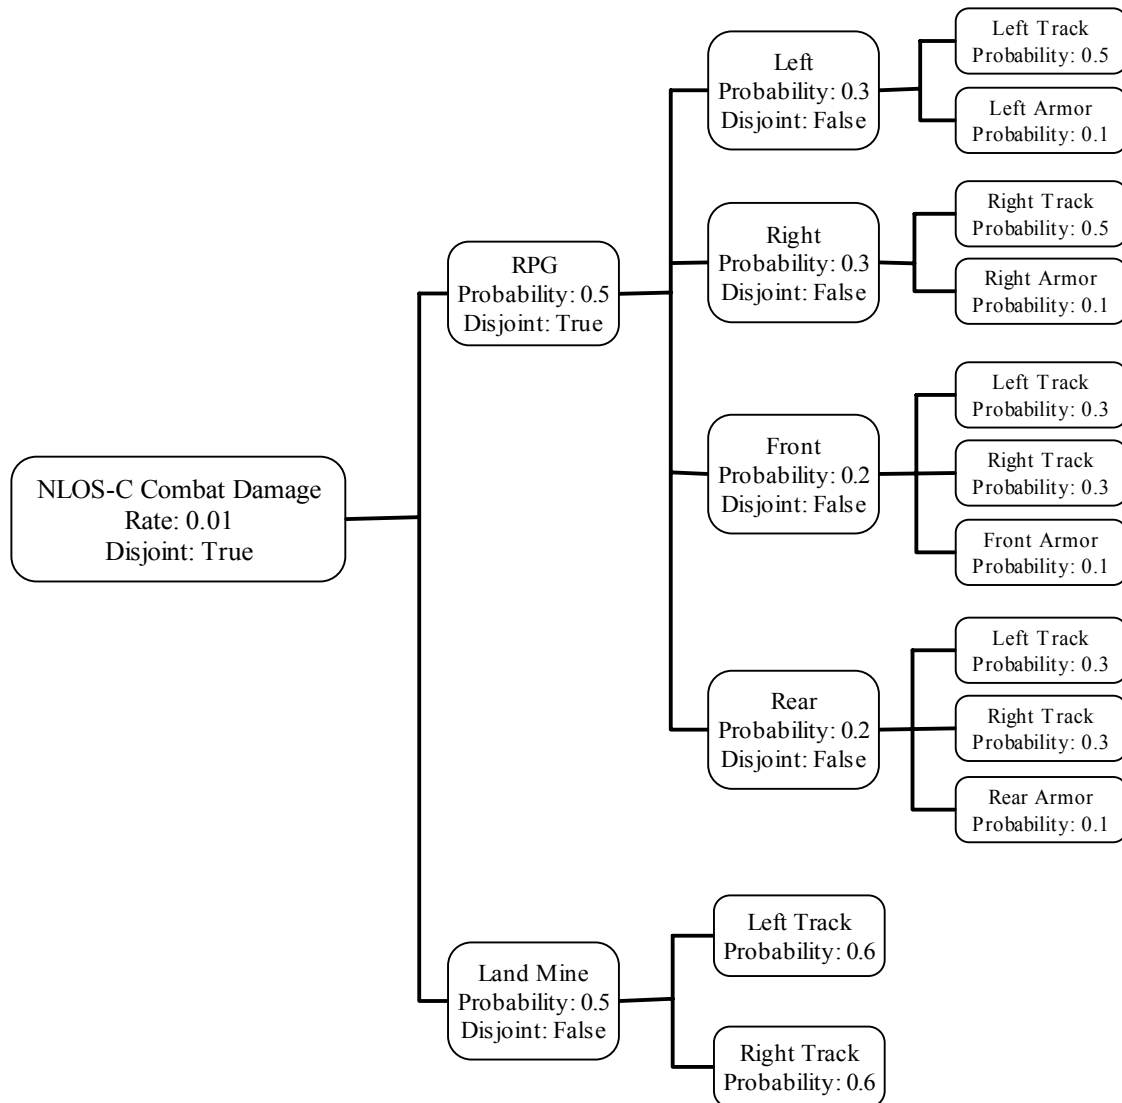 NLOS-C Combat Damage
Rate: 0.01
Disjoint: True
RPG
Probability: 0.5
Disjoint: True
Left
Probability: 0.3
Disjoint: False
Left Track
Probability: 0.5
Left Armor
Probability: 0.1
Right
Probability: 0.3
Disjoint: False
Right Track
Probability: 0.5
Right Armor
Probability: 0.1
Front
Probability: 0.2
Disjoint: False
Left Track
Probability: 0.3
Right Track
Probability: 0.3
Front Armor
Probability: 0.1
Rear
Probability: 0.2
Disjoint: False
Left Track
Probability: 0.3
Right Track
Probability: 0.3
Rear Armor
Probability: 0.1
Land Mine
Probability: 0.5
Disjoint: False
Left Track
Probability: 0.6
Right Track
Probability: 0.6